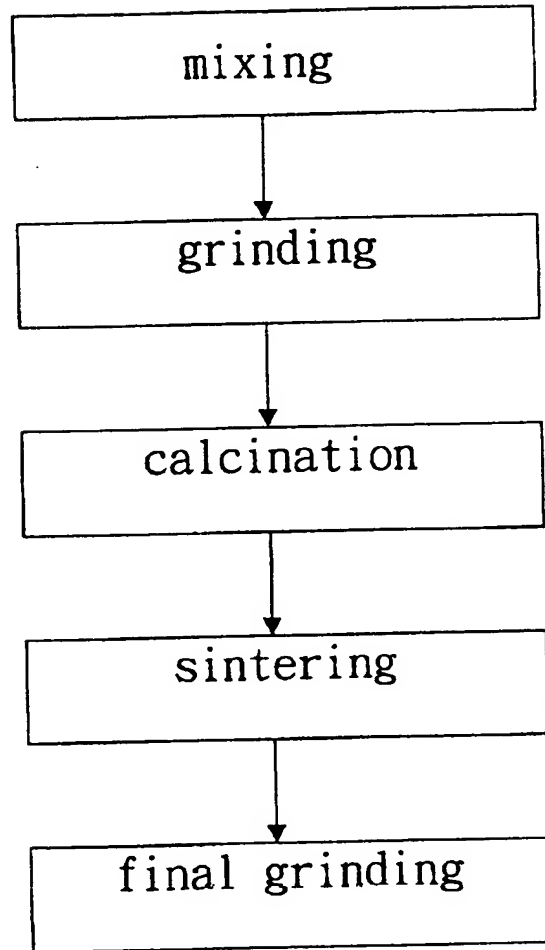 mixing
grinding
calcination
sintering
final grinding